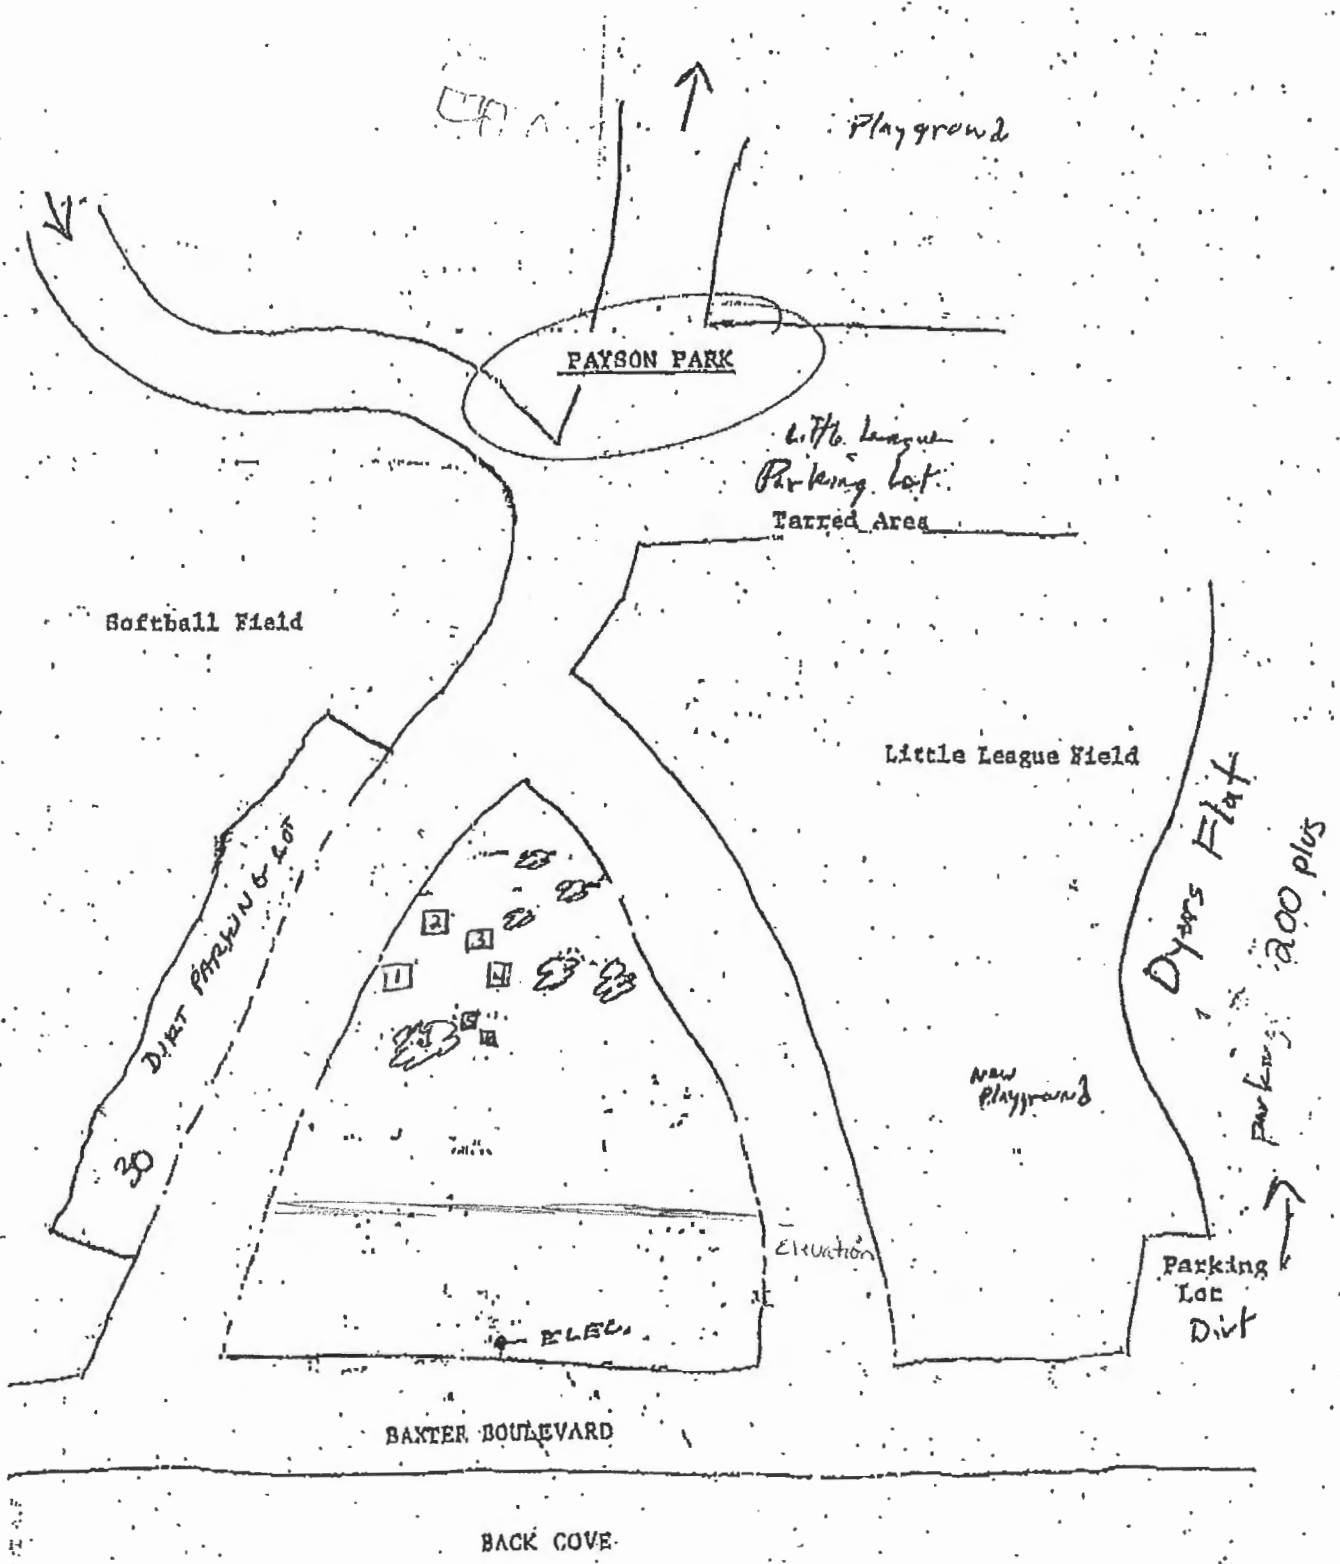 Playground
PAYSON PARK
Little League
Parking Lot
Tarred Area
Softball Field
Little League Field
Dyers Flat
parking 200 plus
DIRT PARKING LOT
30
2
3
1
4
5
New
Playground
Elevation
Parking
Lot
Dirt
ELEC.
BAXTER BOULEVARD
BACK COVE